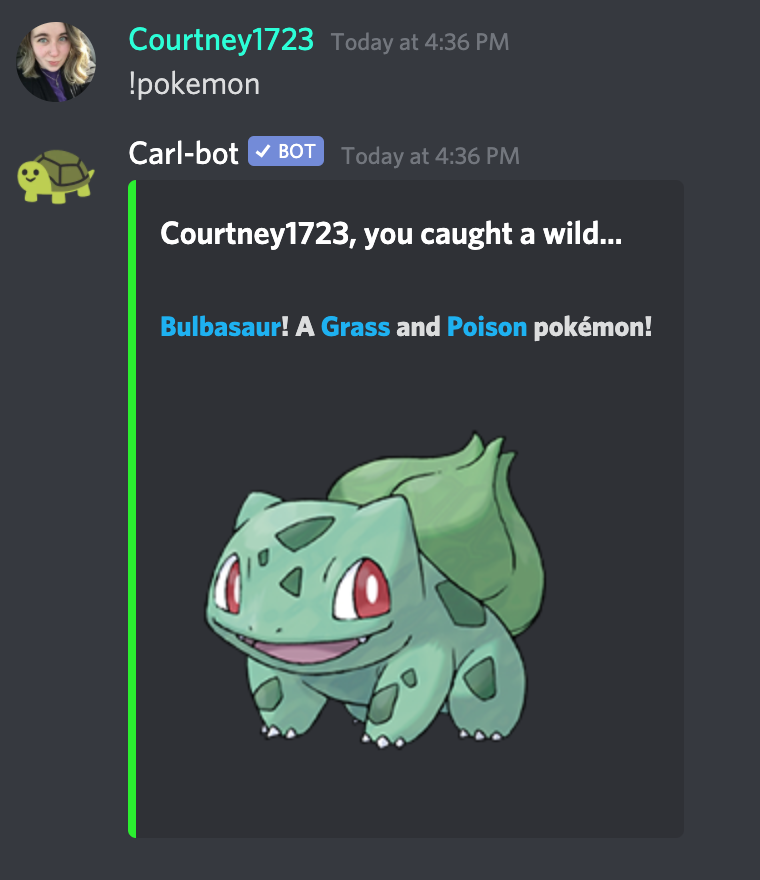 Courtney1723 Today at 4:36 PM
!pokemon
Carl-bot ✓ BOT Today at 4:36 PM
Courtney1723, you caught a wild...
Bulbasaur! A Grass and Poison pokémon!